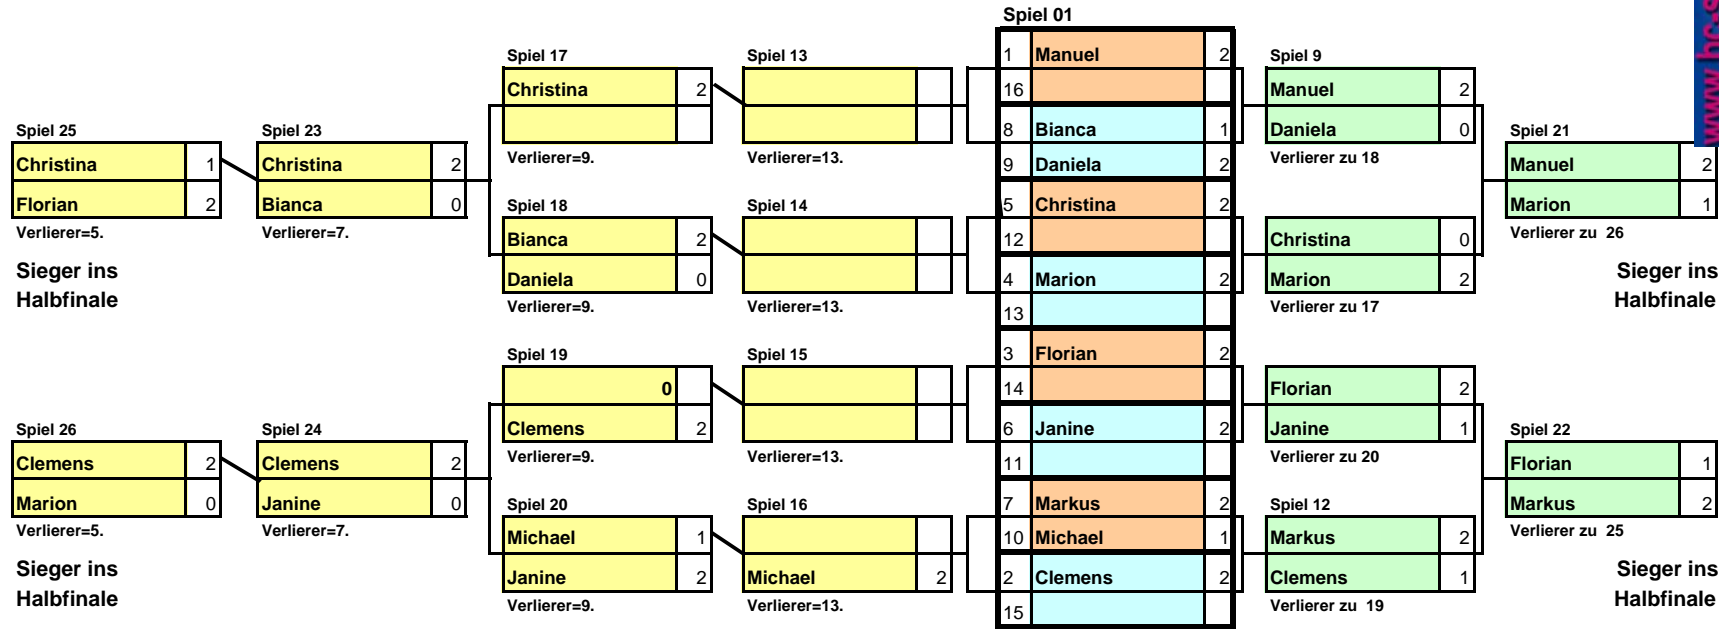 Spiel 01
Spiel 17 Spiel 13 1 Manuel 2 Spiel 9
Christina 2 16 Manuel 2
Spiel 25 Spiel 23 8 Bianca 1 Daniela 0 Spiel 21
Verlierer=9. Verlierer=13. Verlierer zu 18
Christina 1 Christina 2 9 Daniela 2 Manuel 2
Florian 2 Bianca 0 Spiel 18 Spiel 14 5 Christina 2 Marion 1
Verlierer=5. Verlierer=7. Bianca 2 12 Christina 0 Verlierer zu 26
Sieger ins Daniela 0 4 Marion 2 Marion 2 Sieger ins
Halbfinale Verlierer=9. Verlierer=13. 13 Verlierer zu 17 Halbfinale
Spiel 19 Spiel 15 3 Florian 2
0 14 Florian 2
Spiel 26 Spiel 24 Clemens 2 6 Janine 2 Janine 1 Spiel 22
Clemens 2 Clemens 2 Verlierer=9. Verlierer=13. 11 Verlierer zu 20 Florian 1
Marion 0 Janine 0 Spiel 20 Spiel 16 7 Markus 2 Spiel 12 Markus 2
Verlierer=5. Verlierer=7. Michael 1 10 Michael 1 Markus 2 Verlierer zu 25
Sieger ins Janine 2 Michael 2 2 Clemens 2 Clemens 1 Sieger ins
Halbfinale Verlierer=9. Verlierer=13. 15 Verlierer zu 19 Halbfinale